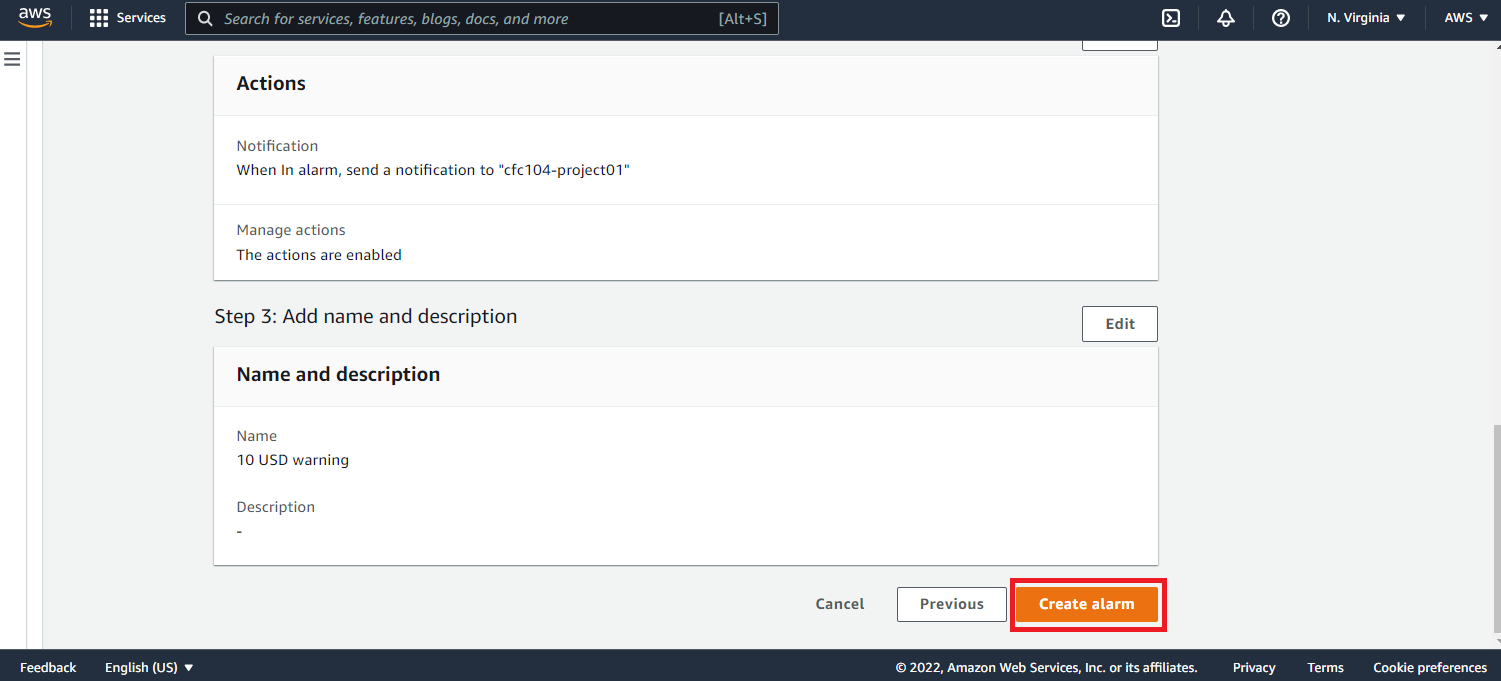 aws
Services
Search for services, features, blogs, docs, and more
[Alt+S]
N. Virginia
AWS
Actions
Notification
When In alarm, send a notification to "cfc104-project01"
Manage actions
The actions are enabled
Step 3: Add name and description
Edit
Name and description
Name
10 USD warning
Description
-
Cancel
Previous
Create alarm
Feedback
English (US)
© 2022, Amazon Web Services, Inc. or its affiliates.
Privacy
Terms
Cookie preferences